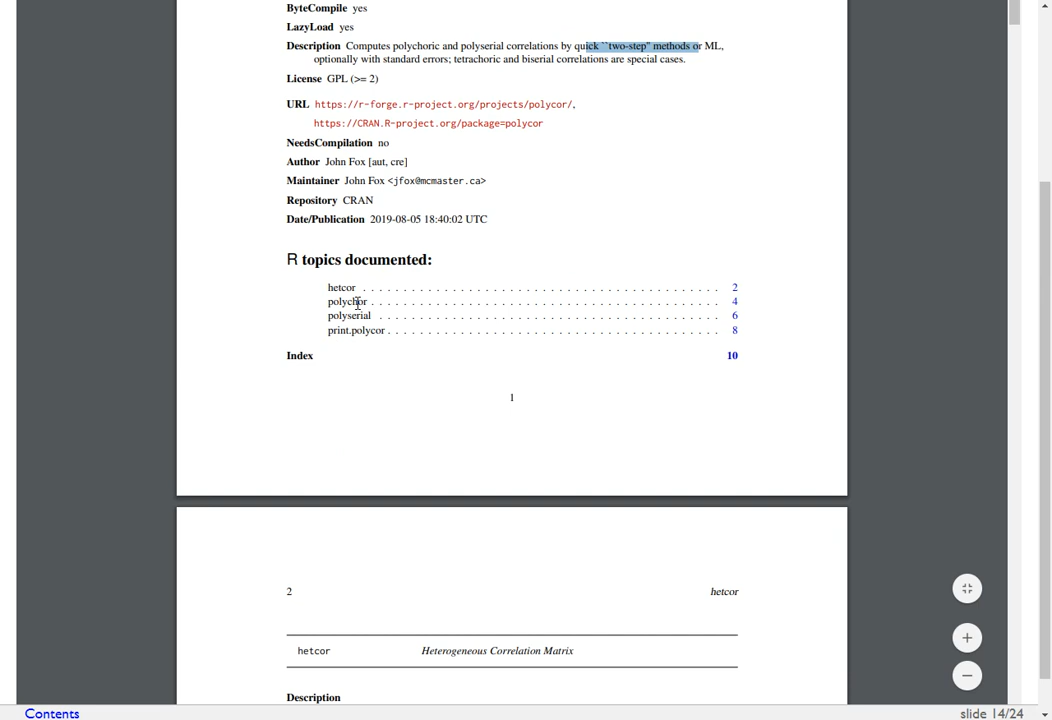 ByteCompile yes
LazyLoad yes
Description Computes polychoric and polyserial correlations by quick ``two-step'' methods or ML,
optionally with standard errors; tetrachoric and biserial correlations are special cases.
License GPL (>= 2)
URL https://r-forge.r-project.org/projects/polycor/,
https://CRAN.R-project.org/package=polycor
NeedsCompilation no
Author John Fox [aut, cre]
Maintainer John Fox <jfox@mcmaster.ca>
Repository CRAN
Date/Publication 2019-08-05 18:40:02 UTC
R topics documented:
hetcor . . . . . . . . . . . . . . . . . . . . . . . . . . . . . . . . . . . . . . . . . . 2
polychor . . . . . . . . . . . . . . . . . . . . . . . . . . . . . . . . . . . . . . . . . 4
polyserial . . . . . . . . . . . . . . . . . . . . . . . . . . . . . . . . . . . . . . . . 6
print.polycor . . . . . . . . . . . . . . . . . . . . . . . . . . . . . . . . . . . . . . . 8
Index 10
1
2 hetcor
hetcor Heterogeneous Correlation Matrix
Description
Contents slide 14/24